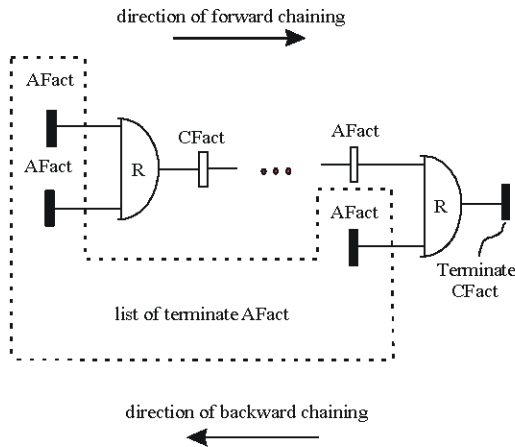 direction of forward chaining
AFact
AFact
R
CFact
AFact
AFact
R
Terminate
CFact
list of terminate AFact
direction of backward chaining